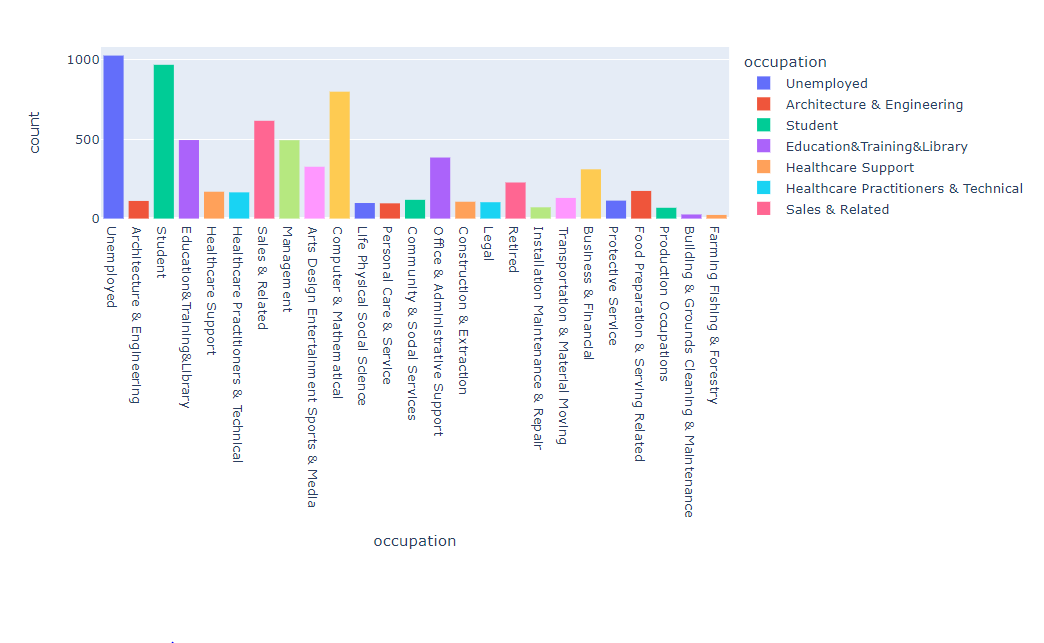 1000
500
0
count
Unemployed
Architecture & Engineering
Student
Education&Training&Library
Healthcare Support
Healthcare Practitioners & Technical
Sales & Related
Management
Arts Design Entertainment Sports & Media
Computer & Mathematical
Life Physical Social Science
Personal Care & Service
Community & Social Services
Office & Administrative Support
Construction & Extraction
Legal
Retired
Installation Maintenance & Repair
Transportation & Material Moving
Business & Financial
Protective Service
Food Preparation & Serving Related
Production Occupations
Building & Grounds Cleaning & Maintenance
Farming Fishing & Forestry
occupation
occupation
Unemployed
Architecture & Engineering
Student
Education&Training&Library
Healthcare Support
Healthcare Practitioners & Technical
Sales & Related